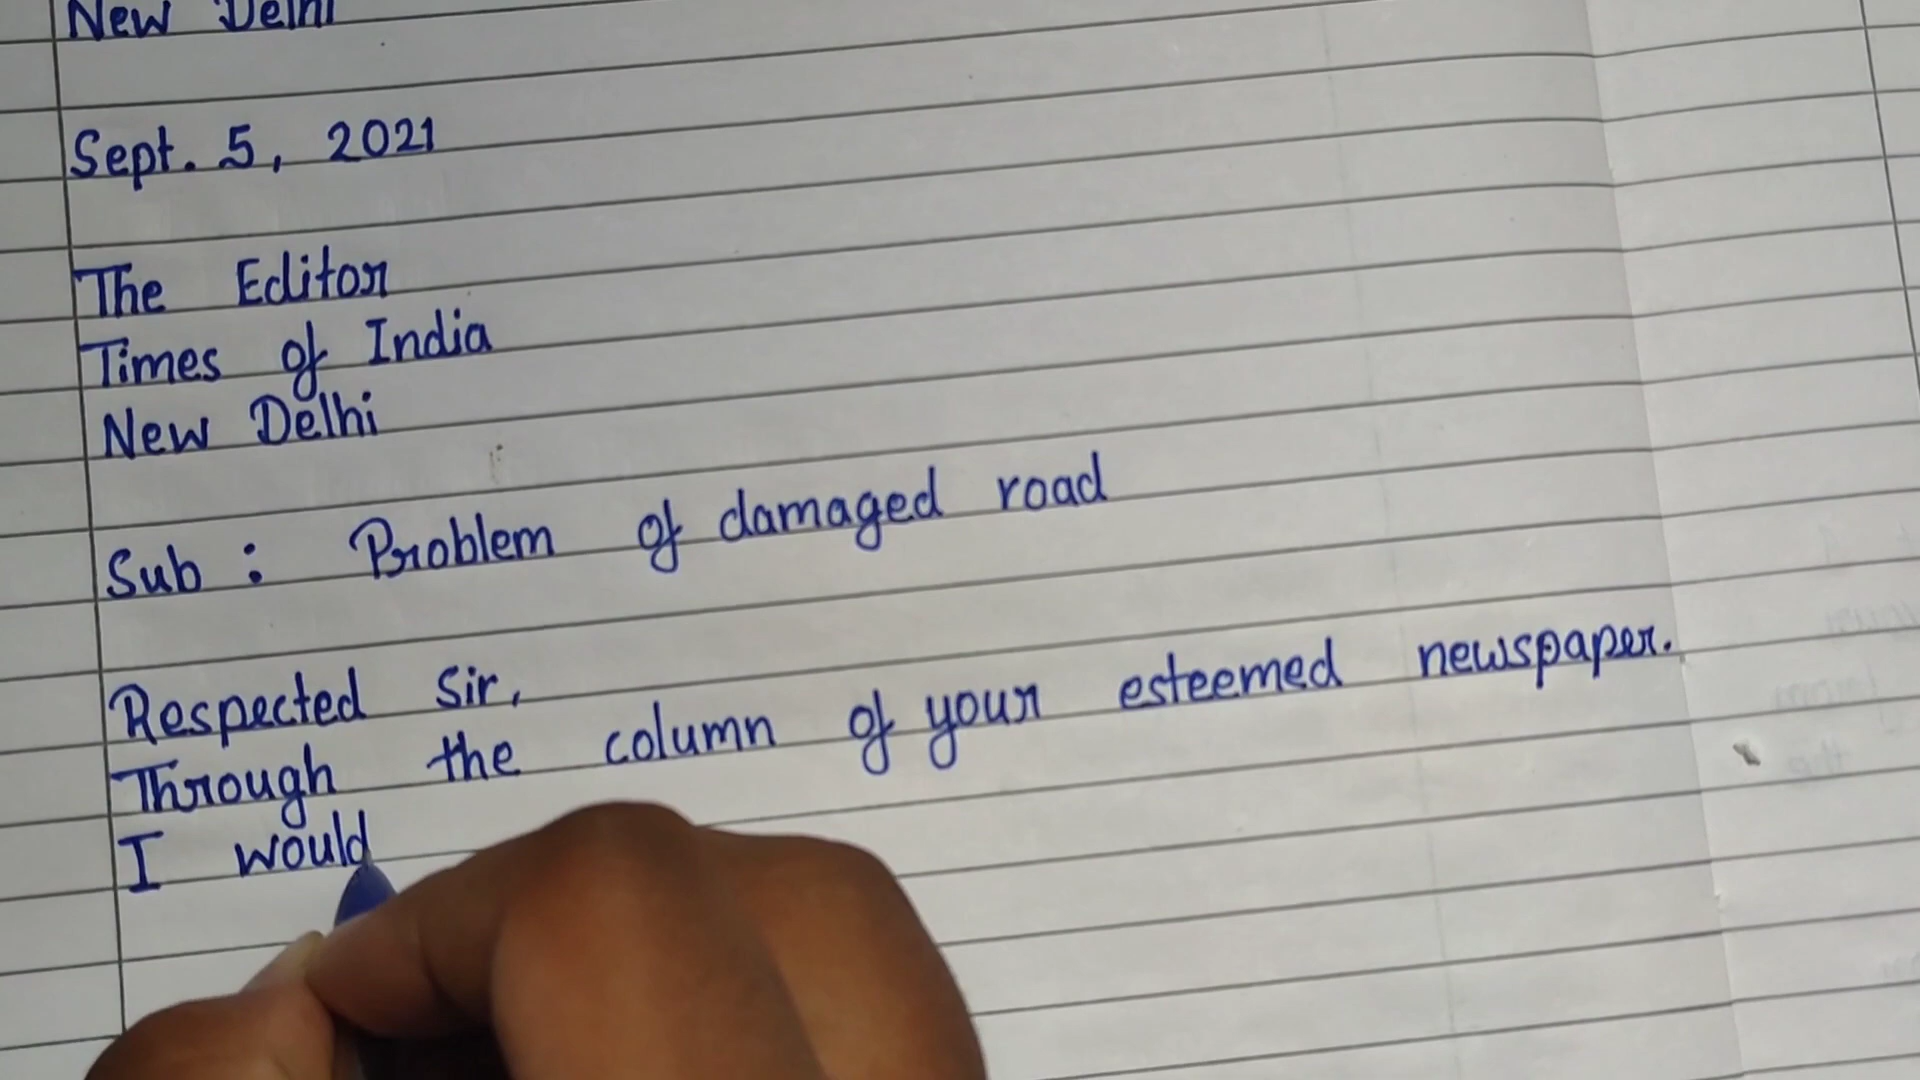 New Delhi
Sept. 5, 2021
The Editor
Times of India
New Delhi
Sub : Problem of damaged road
Respected Sir,
Through the column of your esteemed newspaper.
I would